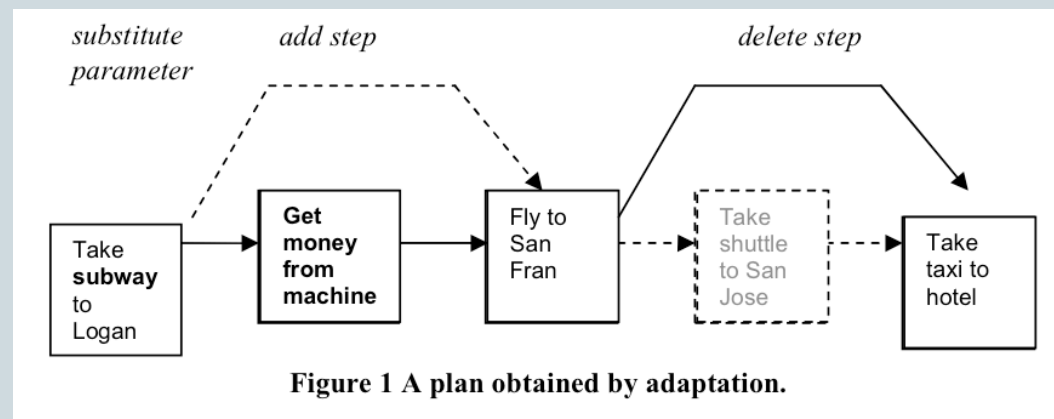 substitute
parameter
add step
delete step
Take
subway
to
Logan
Get
money
from
machine
Fly to
San
Fran
Take
shuttle
to San
Jose
Take
taxi to
hotel
Figure 1 A plan obtained by adaptation.